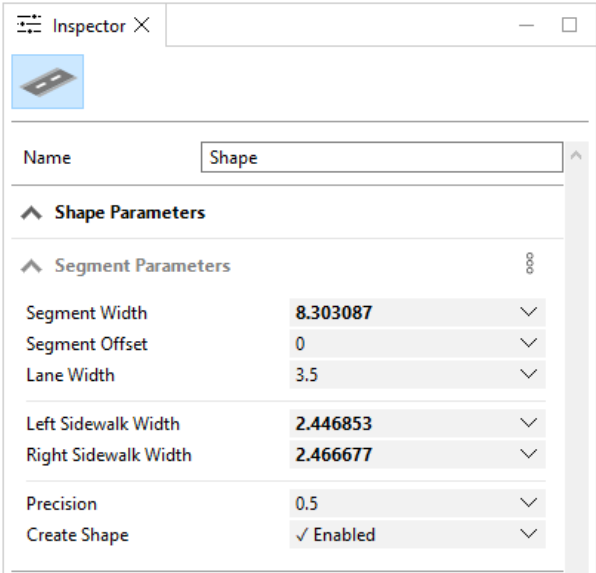 Inspector
Name Shape
Shape Parameters
Segment Parameters
Segment Width 8.303087
Segment Offset 0
Lane Width 3.5
Left Sidewalk Width 2.446853
Right Sidewalk Width 2.466677
Precision 0.5
Create Shape ✓ Enabled